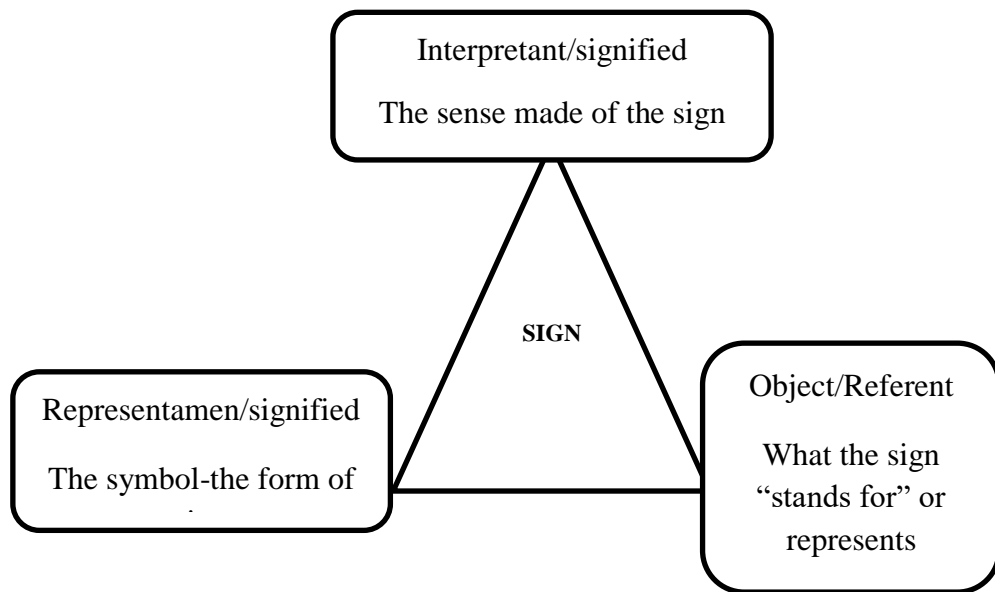 Interpretant/signified
The sense made of the sign
SIGN
Representamen/signified
The symbol-the form of
Object/Referent
What the sign
“stands for” or
represents